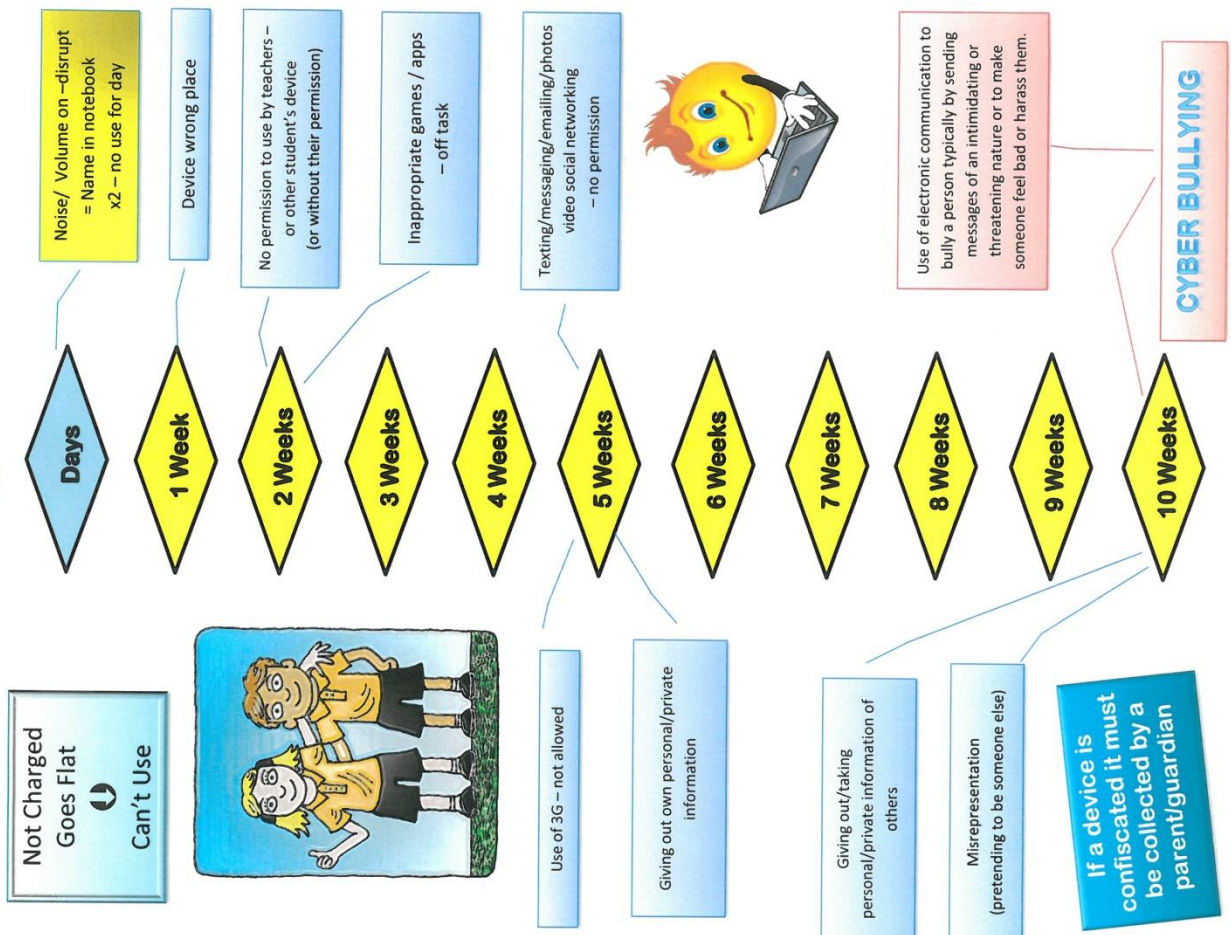 Not Charged
Goes Flat
Can't Use
Days
Noise/ Volume on –disrupt
= Name in notebook
x2 – no use for day
1 Week
Device wrong place
2 Weeks
No permission to use by teachers –
or other student's device
(or without their permission)
Inappropriate games / apps
– off task
3 Weeks
4 Weeks
5 Weeks
Texting/messaging/emailing/photos
video social networking
– no permission
Use of 3G – not allowed
Giving out own personal/private
information
6 Weeks
7 Weeks
8 Weeks
9 Weeks
10 Weeks
Giving out/taking
personal/private information of
others
Misrepresentation
(pretending to be someone else)
Use of electronic communication to
bully a person typically by sending
messages of an intimidating or
threatening nature or to make
someone feel bad or harass them.
CYBER BULLYING
If a device is
confiscated it must
be collected by a
parent/guardian